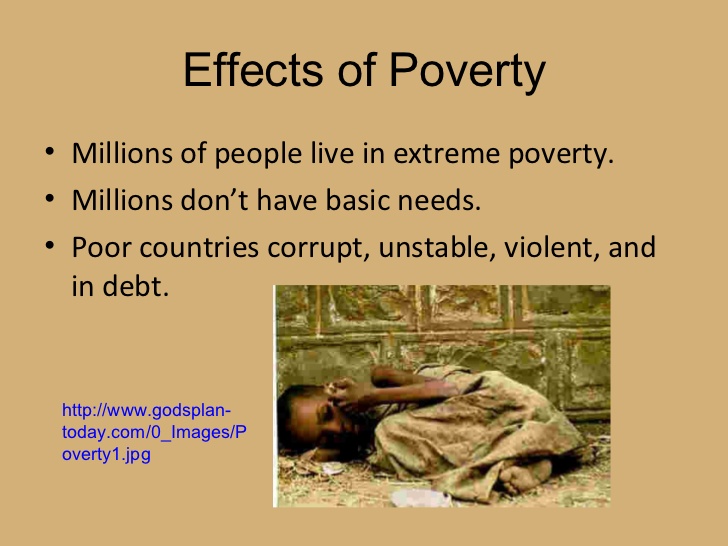 Effects of Poverty
• Millions of people live in extreme poverty.
• Millions don’t have basic needs.
• Poor countries corrupt, unstable, violent, and
in debt.
http://www.godsplan-
today.com/0_Images/P
overty1.jpg